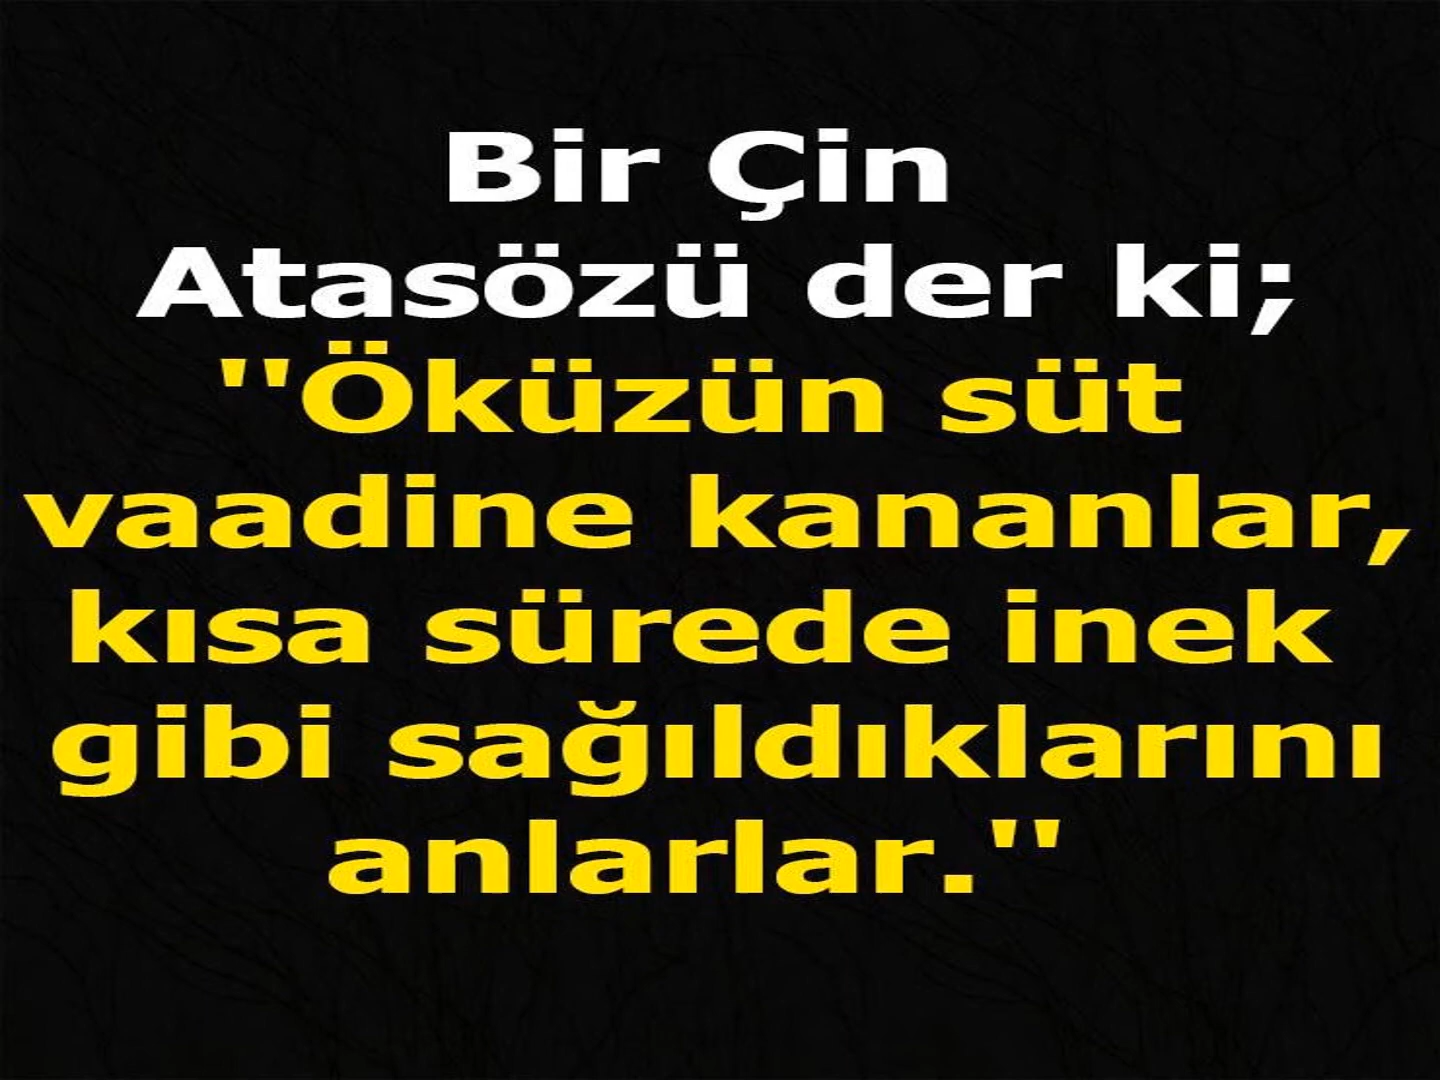 Bir Çin
Atasözü der ki;
''Öküzün süt
vaadine kananlar,
kısa sürede inek
gibi sağıldıklarını
anlarlar.''